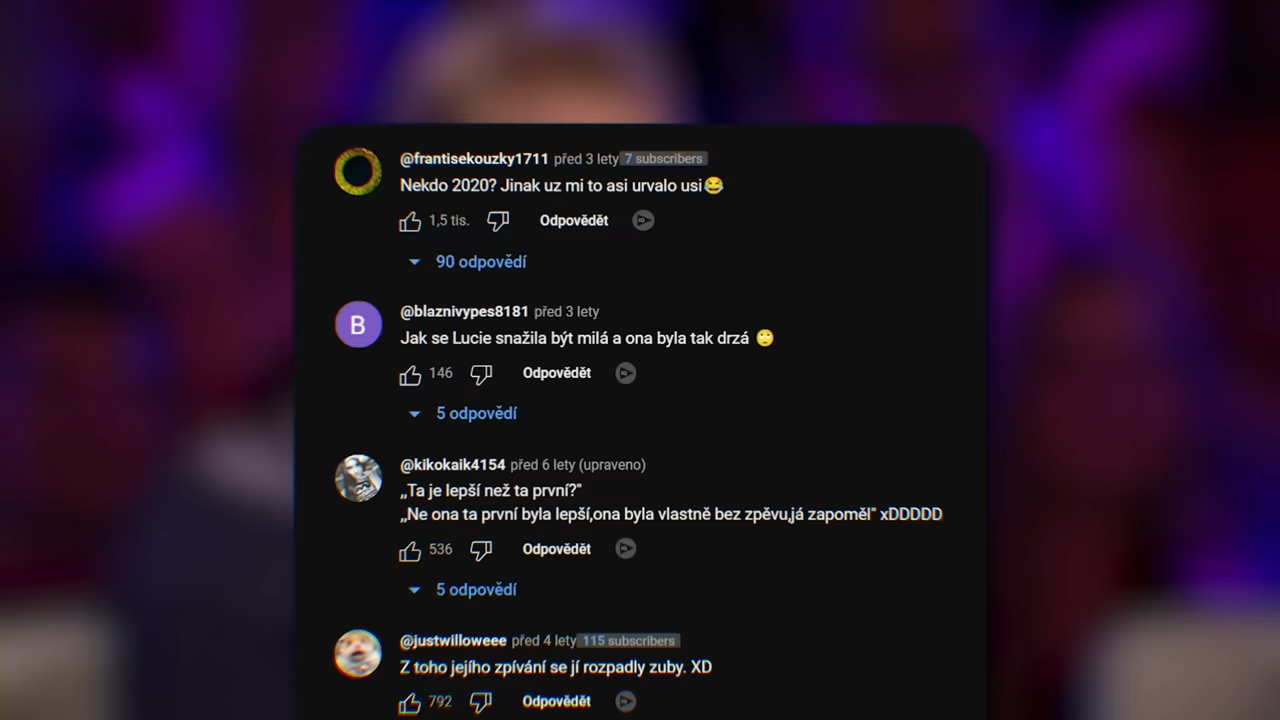 @frantisekouzky1711 před 3 lety 7 subscribers
Nekdo 2020? Jinak uz mi to asi urvalo usi😂
1,5 tis. Odpovědět
90 odpovědí
B
@blaznivypes8181 před 3 lety
Jak se Lucie snažila být milá a ona byla tak drzá 🙄
146 Odpovědět
5 odpovědí
@kikokaik4154 před 6 lety (upraveno)
,,Ta je lepší než ta první?"
,,Ne ona ta první byla lepší,ona byla vlastně bez zpěvu,já zapoměl" xDDDDD
536 Odpovědět
5 odpovědí
@justwilloweee před 4 lety 115 subscribers
Z toho jejího zpívání se jí rozpadly zuby. XD
792 Odpovědět